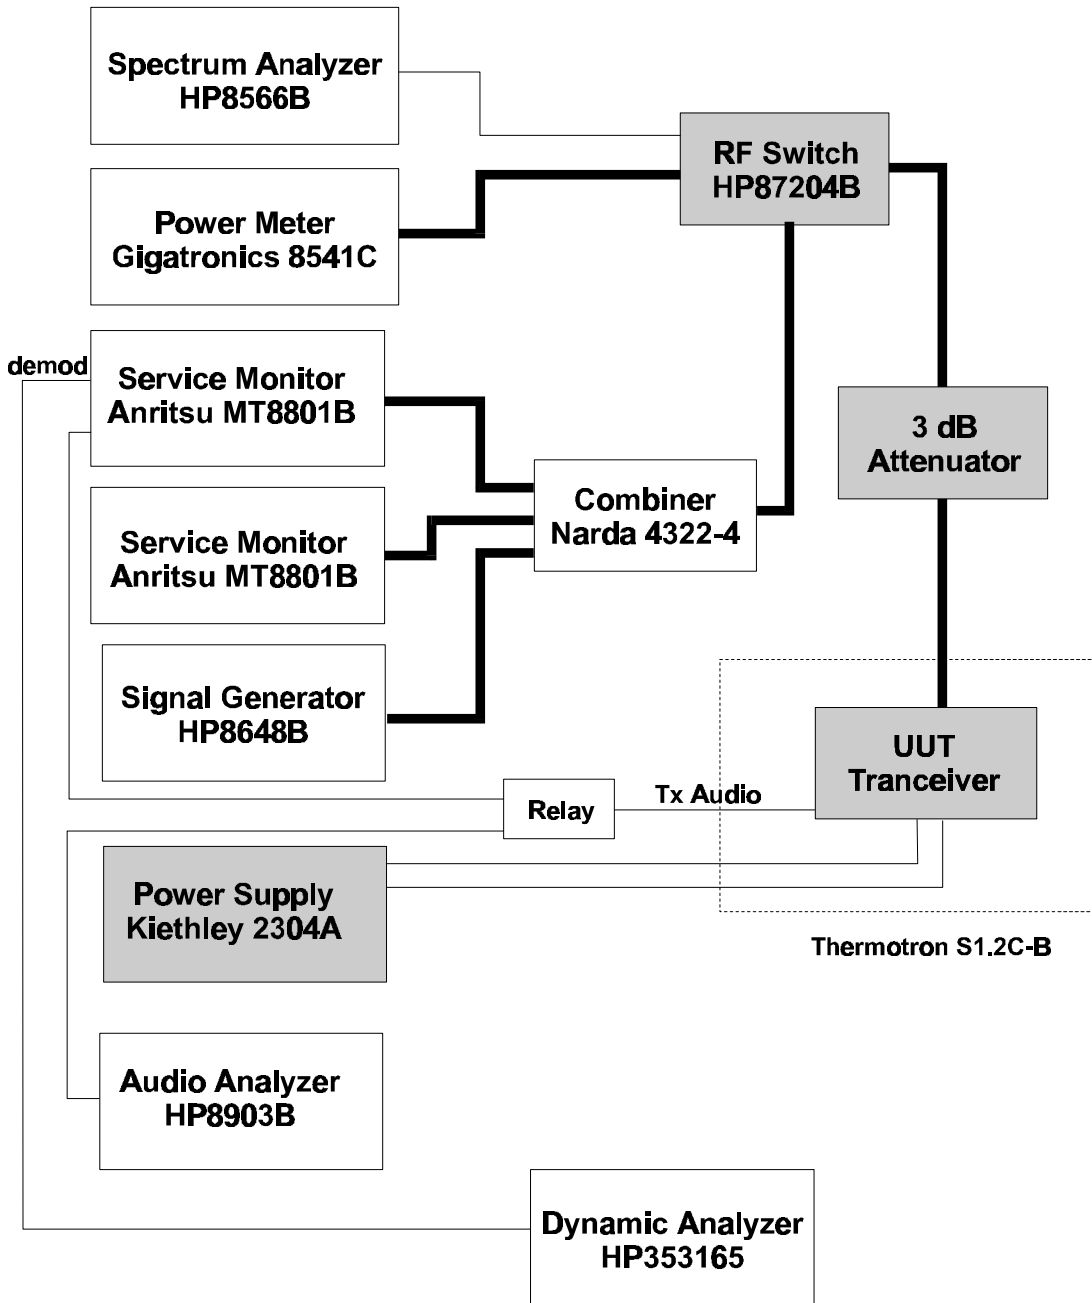 Spectrum Analyzer
HP8566B
RF Switch
HP87204B
Power Meter
Gigatronics 8541C
demod
Service Monitor
Anritsu MT8801B
3 dB
Attenuator
Combiner
Narda 4322-4
Service Monitor
Anritsu MT8801B
Signal Generator
HP8648B
UUT
Tranceiver
Tx Audio
Relay
Power Supply
Kiethley 2304A
Thermotron S1.2C-B
Audio Analyzer
HP8903B
Dynamic Analyzer
HP353165